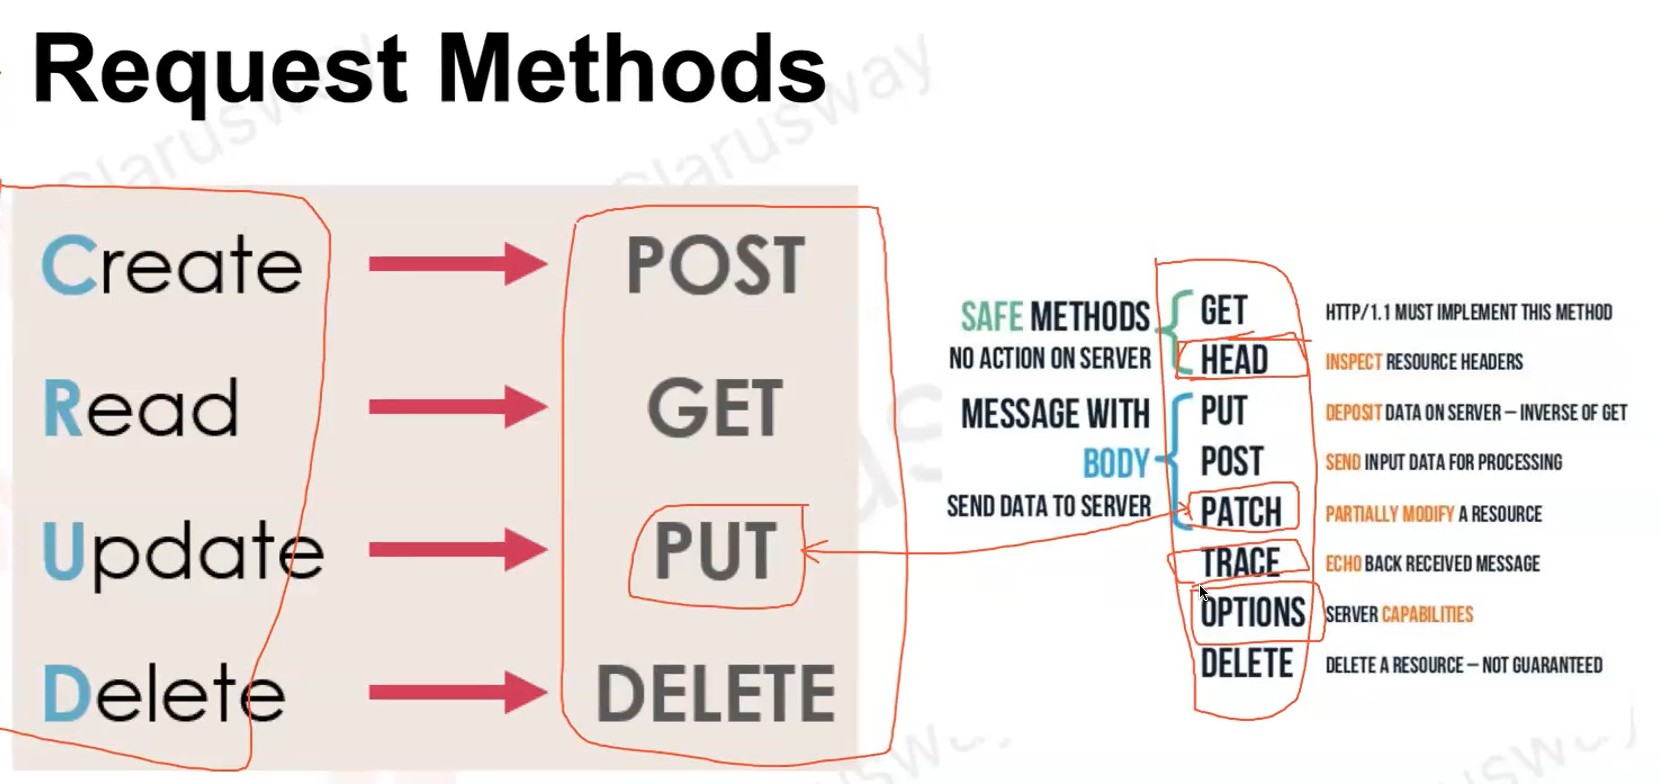 Request Methods
Create POST
Read GET
Update PUT
Delete DELETE
SAFE METHODS
NO ACTION ON SERVER
MESSAGE WITH
BODY
SEND DATA TO SERVER
GET HTTP/1.1 MUST IMPLEMENT THIS METHOD
HEAD INSPECT RESOURCE HEADERS
PUT DEPOSIT DATA ON SERVER – INVERSE OF GET
POST SEND INPUT DATA FOR PROCESSING
PATCH PARTIALLY MODIFY A RESOURCE
TRACE ECHO BACK RECEIVED MESSAGE
OPTIONS SERVER CAPABILITIES
DELETE DELETE A RESOURCE – NOT GUARANTEED
Clarusway
Clarusway